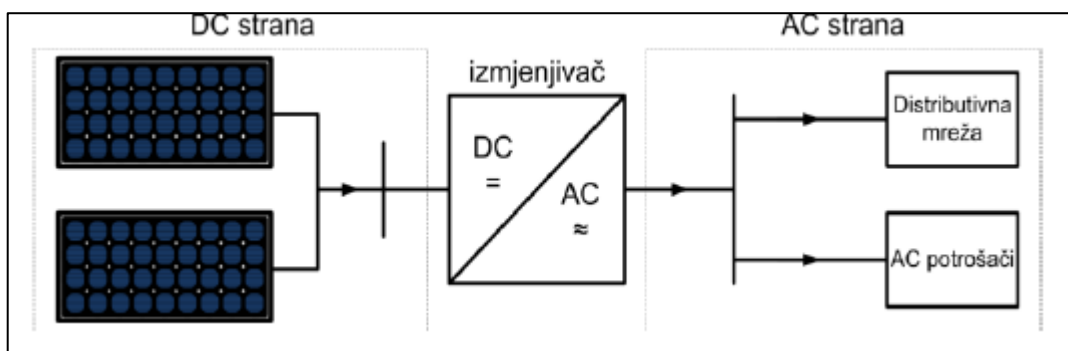 DC strana
AC strana
izmjenjivač
DC
=
AC
≈
Distributivna
mreža
AC potrošači